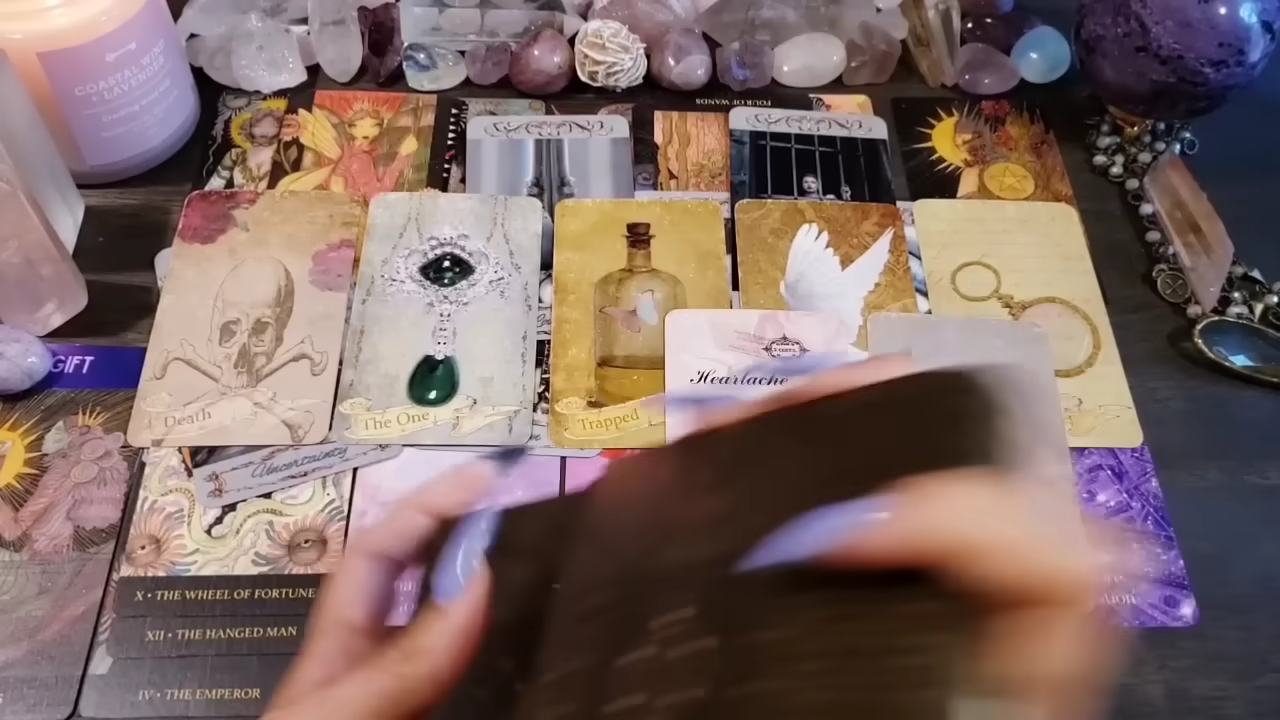 COASTAL WIND
+ LAVENDER
FOUR OF WANDS
GIFT
Death
The One
Trapped
Heartache
Uncertainty
X • THE WHEEL OF FORTUNE
XII • THE HANGED MAN
IV • THE EMPEROR